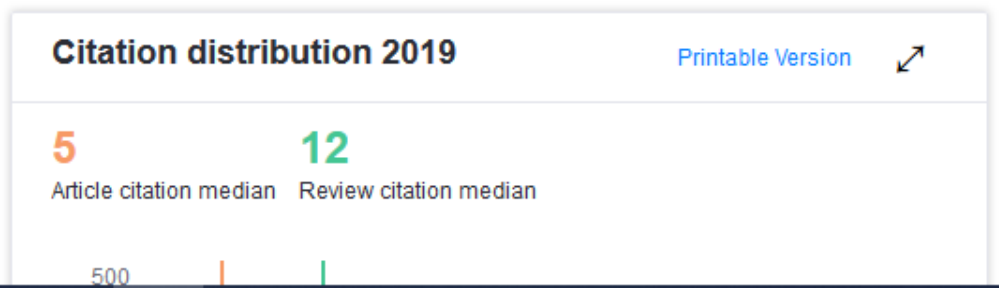 Citation distribution 2019 Printable Version
5 12
Article citation median Review citation median
500